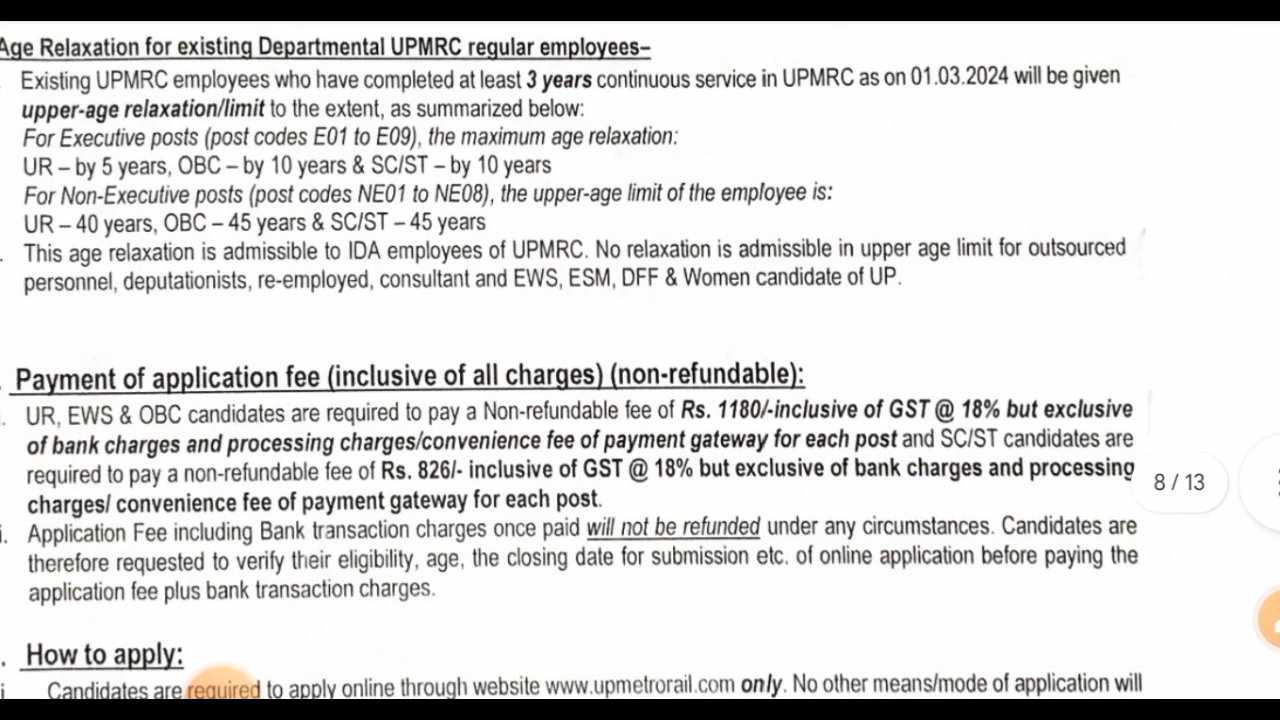 Age Relaxation for existing Departmental UPMRC regular employees–
Existing UPMRC employees who have completed at least 3 years continuous service in UPMRC as on 01.03.2024 will be given
upper-age relaxation/limit to the extent, as summarized below:
For Executive posts (post codes E01 to E09), the maximum age relaxation:
UR – by 5 years, OBC – by 10 years & SC/ST – by 10 years
For Non-Executive posts (post codes NE01 to NE08), the upper-age limit of the employee is:
UR – 40 years, OBC – 45 years & SC/ST – 45 years
. This age relaxation is admissible to IDA employees of UPMRC. No relaxation is admissible in upper age limit for outsourced
personnel, deputationists, re-employed, consultant and EWS, ESM, DFF & Women candidate of UP.
. Payment of application fee (inclusive of all charges) (non-refundable):
. UR, EWS & OBC candidates are required to pay a Non-refundable fee of Rs. 1180/-inclusive of GST @ 18% but exclusive
of bank charges and processing charges/convenience fee of payment gateway for each post and SC/ST candidates are
required to pay a non-refundable fee of Rs. 826/- inclusive of GST @ 18% but exclusive of bank charges and processing
charges/ convenience fee of payment gateway for each post.
8 / 13
i. Application Fee including Bank transaction charges once paid will not be refunded under any circumstances. Candidates are
therefore requested to verify their eligibility, age, the closing date for submission etc. of online application before paying the
application fee plus bank transaction charges.
. How to apply:
i Candidates are required to apply online through website www.upmetrorail.com only. No other means/mode of application will